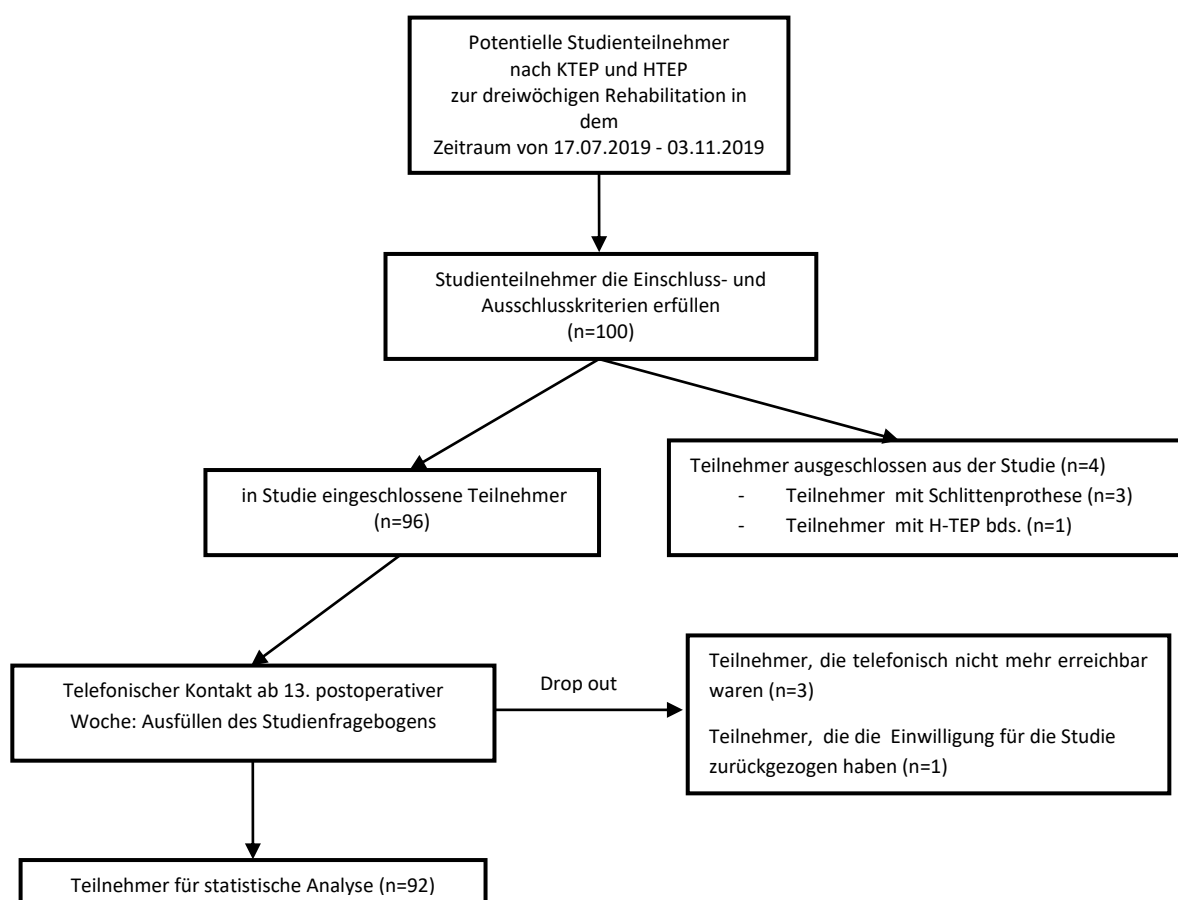 Potentielle Studienteilnehmer
nach KTEP und HTEP
zur dreiwöchigen Rehabilitation in
dem
Zeitraum von 17.07.2019 - 03.11.2019
Studienteilnehmer die Einschluss- und
Ausschlusskriterien erfüllen
(n=100)
in Studie eingeschlossene Teilnehmer
(n=96)
Teilnehmer ausgeschlossen aus der Studie (n=4)
- Teilnehmer mit Schlittenprothese (n=3)
- Teilnehmer mit H-TEP bds. (n=1)
Telefonischer Kontakt ab 13. postoperativer
Woche: Ausfüllen des Studienfragebogens
Drop out
Teilnehmer, die telefonisch nicht mehr erreichbar
waren (n=3)
Teilnehmer, die die Einwilligung für die Studie
zurückgezogen haben (n=1)
Teilnehmer für statistische Analyse (n=92)